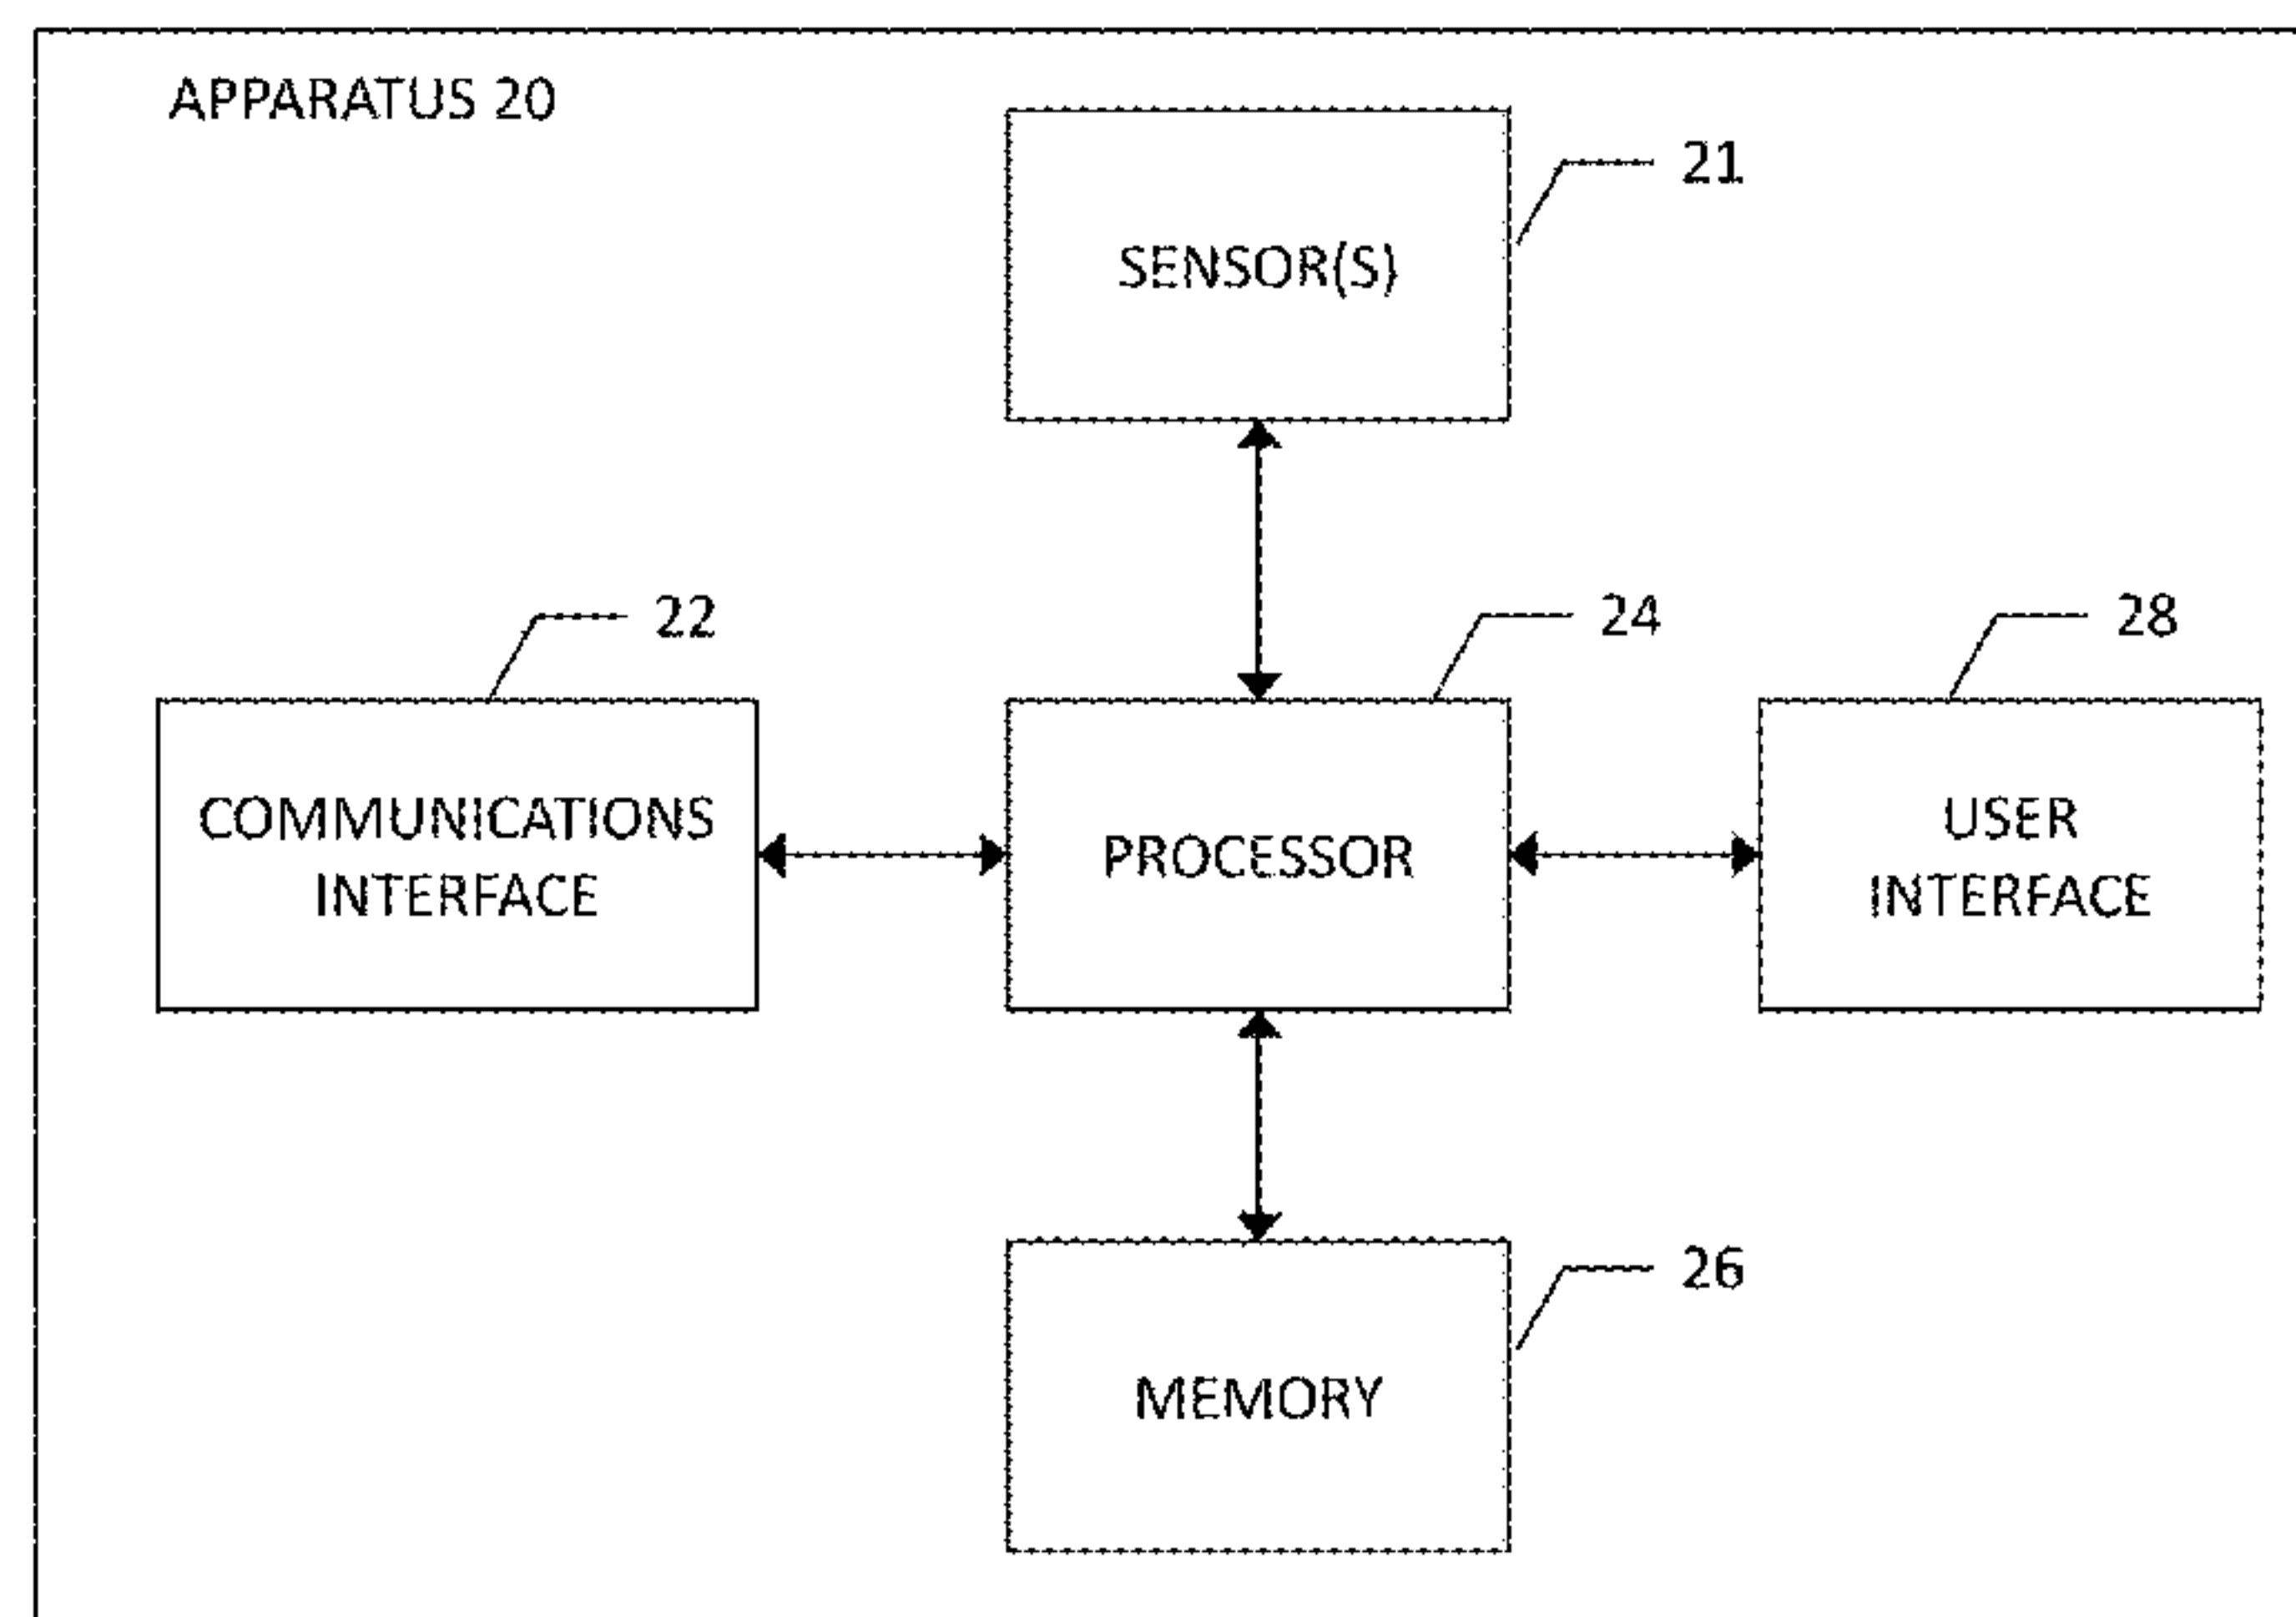 APPARATUS 20
21
SENSOR(S)
22
24
28
COMMUNICATIONS
INTERFACE
PROCESSOR
USER
INTERFACE
26
MEMORY